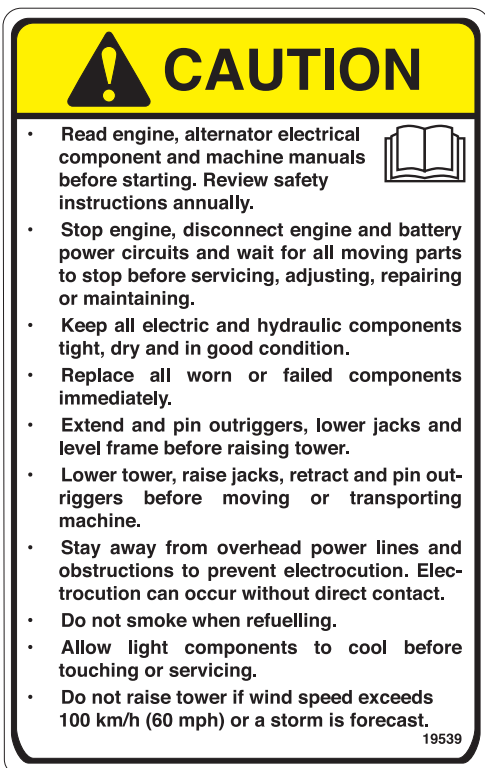 CAUTION
· Read engine, alternator electrical
component and machine manuals
before starting. Review safety
instructions annually.
· Stop engine, disconnect engine and battery
power circuits and wait for all moving parts
to stop before servicing, adjusting, repairing
or maintaining.
· Keep all electric and hydraulic components
tight, dry and in good condition.
· Replace all worn or failed components
immediately.
· Extend and pin outriggers, lower jacks and
level frame before raising tower.
· Lower tower, raise jacks, retract and pin out-
riggers before moving or transporting
machine.
· Stay away from overhead power lines and
obstructions to prevent electrocution. Elec-
trocution can occur without direct contact.
· Do not smoke when refuelling.
· Allow light components to cool before
touching or servicing.
· Do not raise tower if wind speed exceeds
100 km/h (60 mph) or a storm is forecast.
19539